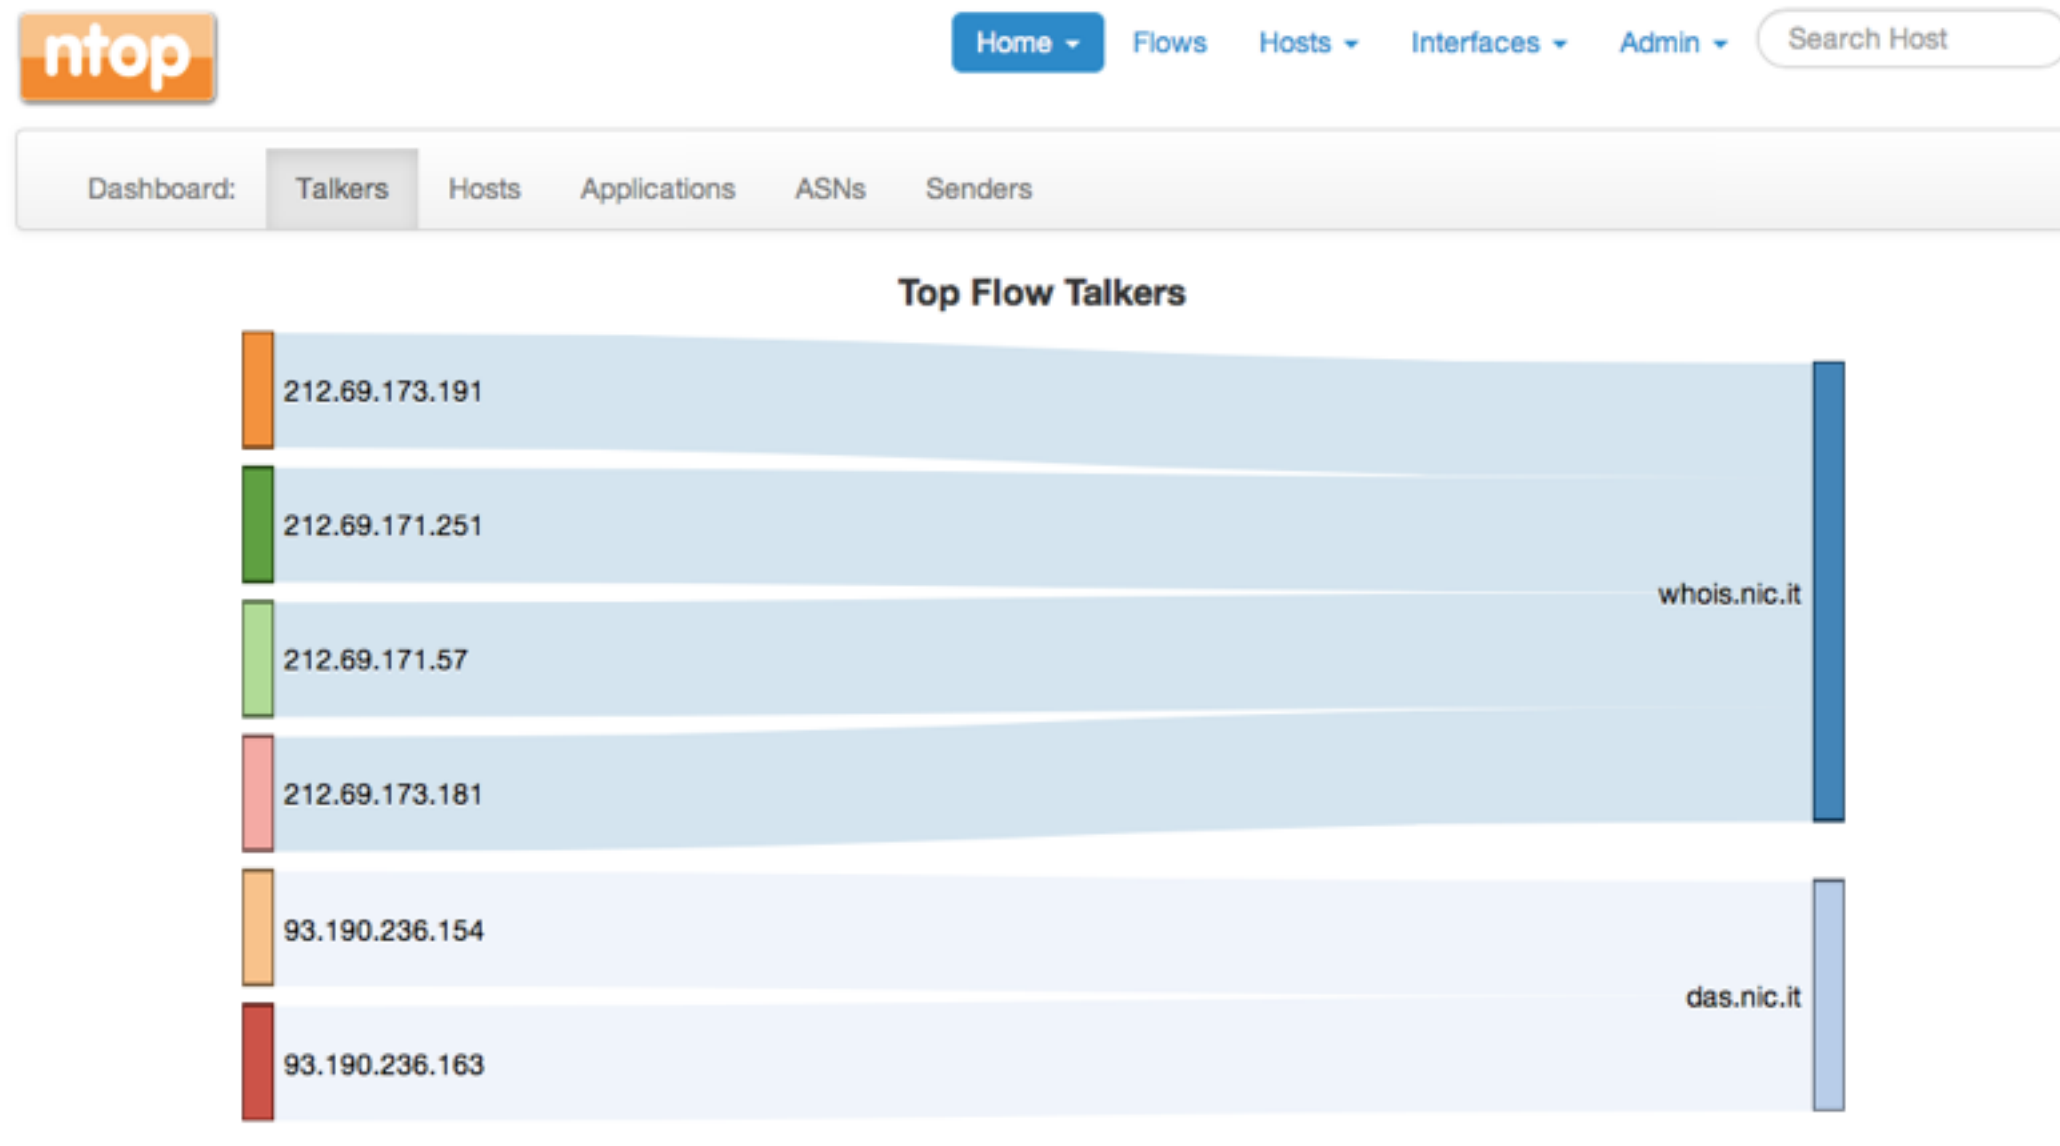 ntop
Home Flows Hosts Interfaces Admin Search Host
Dashboard: Talkers Hosts Applications ASNs Senders
Top Flow Talkers
212.69.173.191
212.69.171.251
whois.nic.it
212.69.171.57
212.69.173.181
93.190.236.154
das.nic.it
93.190.236.163